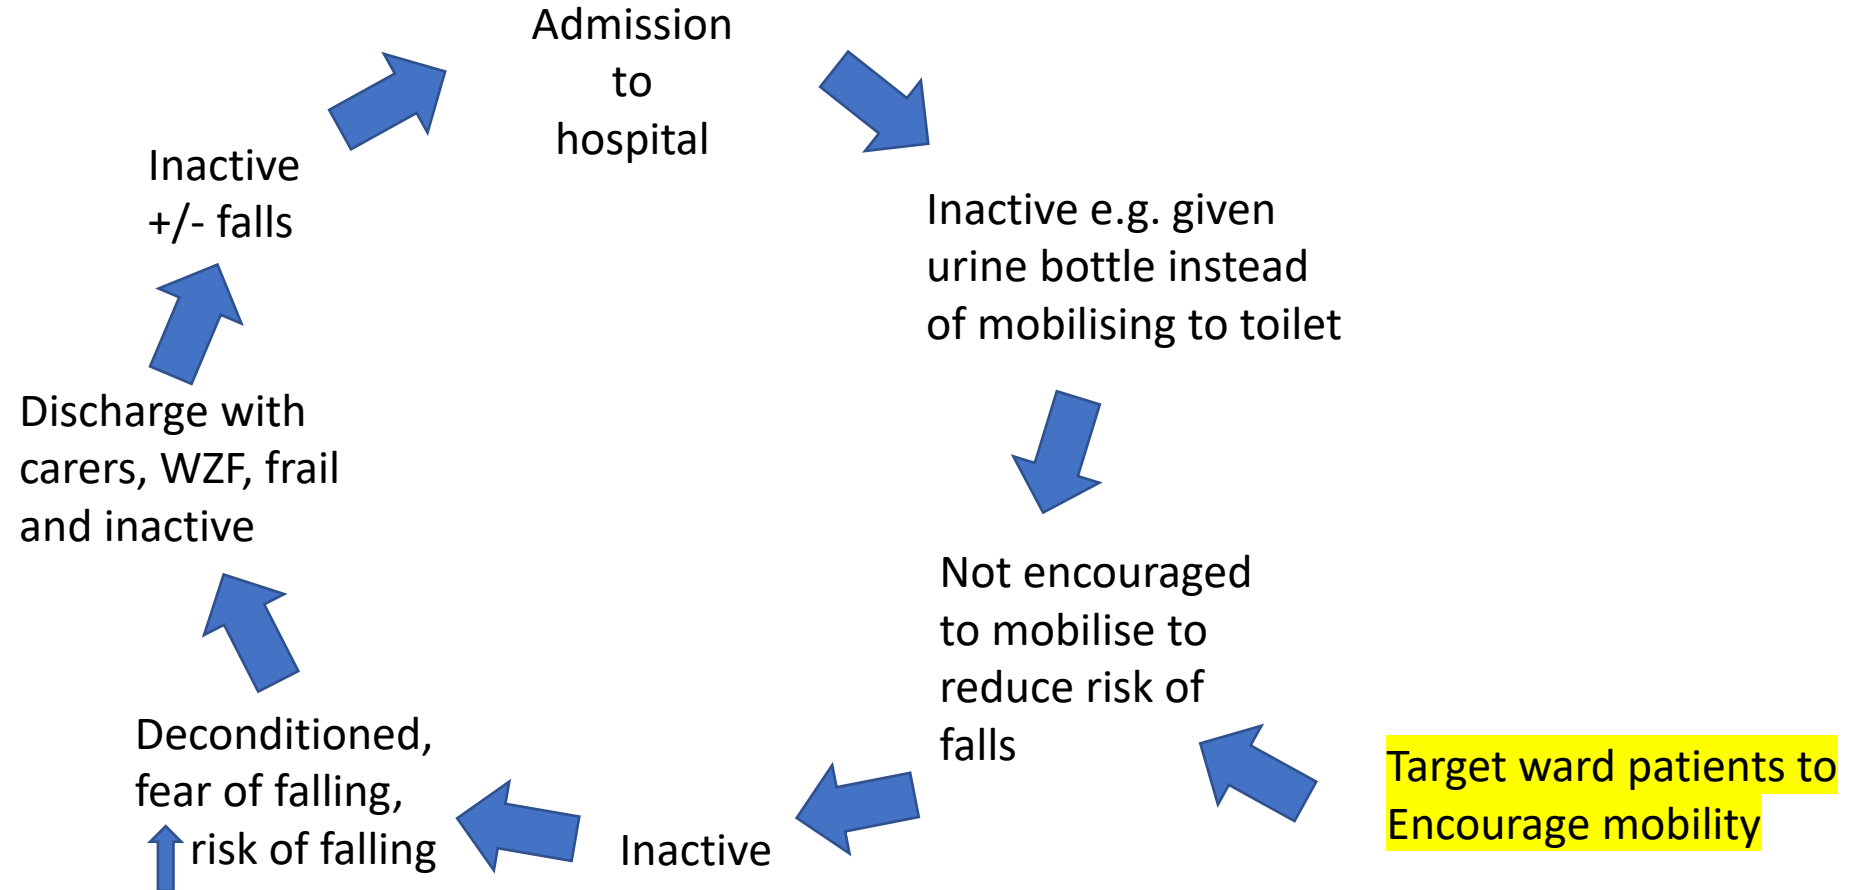 Admission
to
hospital
Inactive e.g. given
urine bottle instead
of mobilising to toilet
Not encouraged
to mobilise to
reduce risk of
falls
Target ward patients to
Encourage mobility
Inactive
Deconditioned,
fear of falling,
risk of falling
Discharge with
carers, WZF, frail
and inactive
Inactive
+/- falls